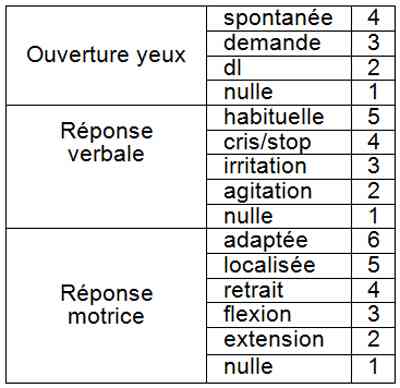 Ouverture yeux
spontanée 4
demande 3
dl 2
nulle 1
Réponse
verbale
habituelle 5
cris/stop 4
irritation 3
agitation 2
nulle 1
Réponse
motrice
adaptée 6
localisée 5
retrait 4
flexion 3
extension 2
nulle 1